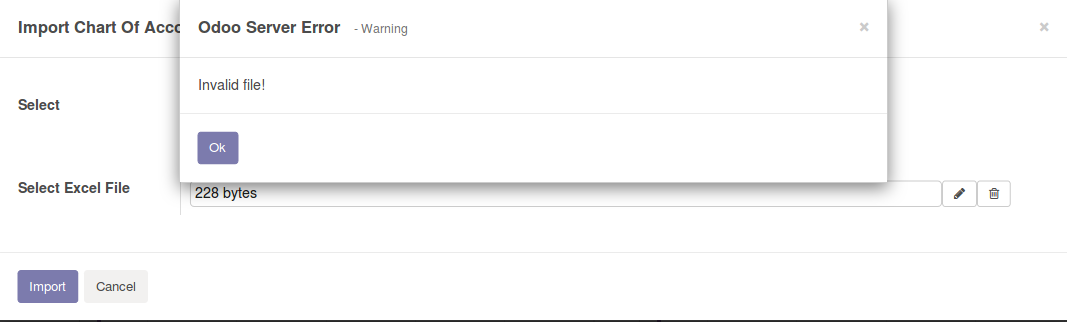 Import Chart Of Acco
Odoo Server Error - Warning
Invalid file!
Select
Ok
Select Excel File
228 bytes
Import Cancel